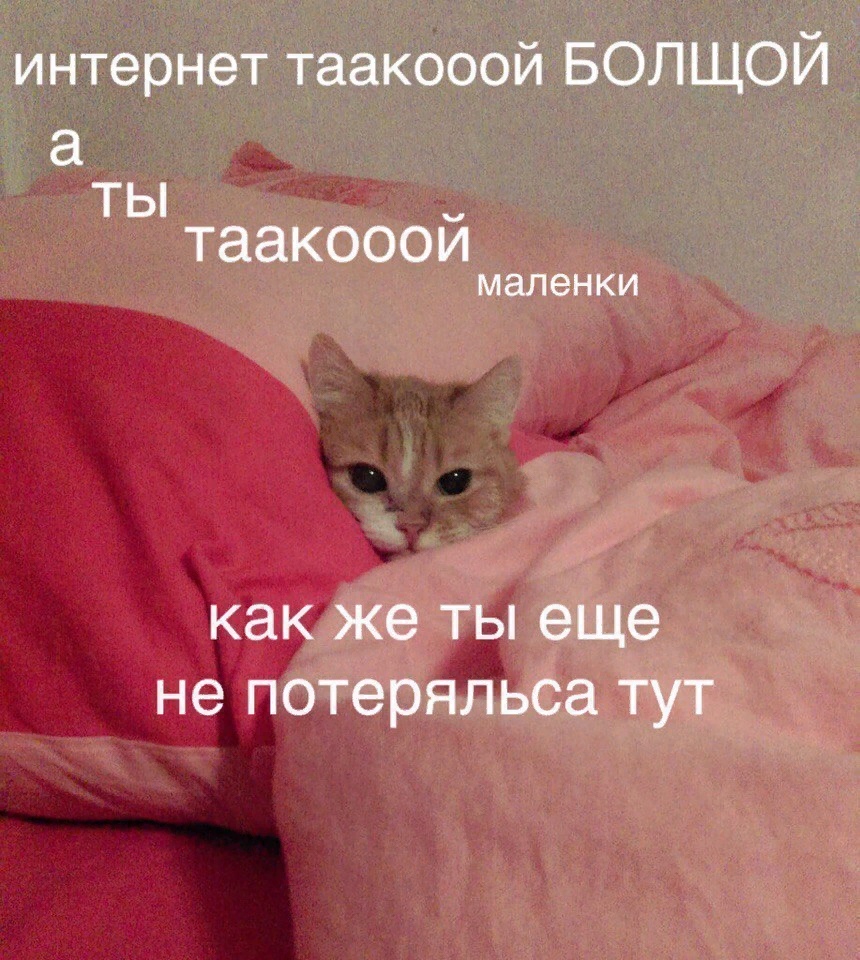 интернет таакооой БОЛЩОЙ
а
ты
таакооой
маленки
как же ты еще
не потеряльса тут